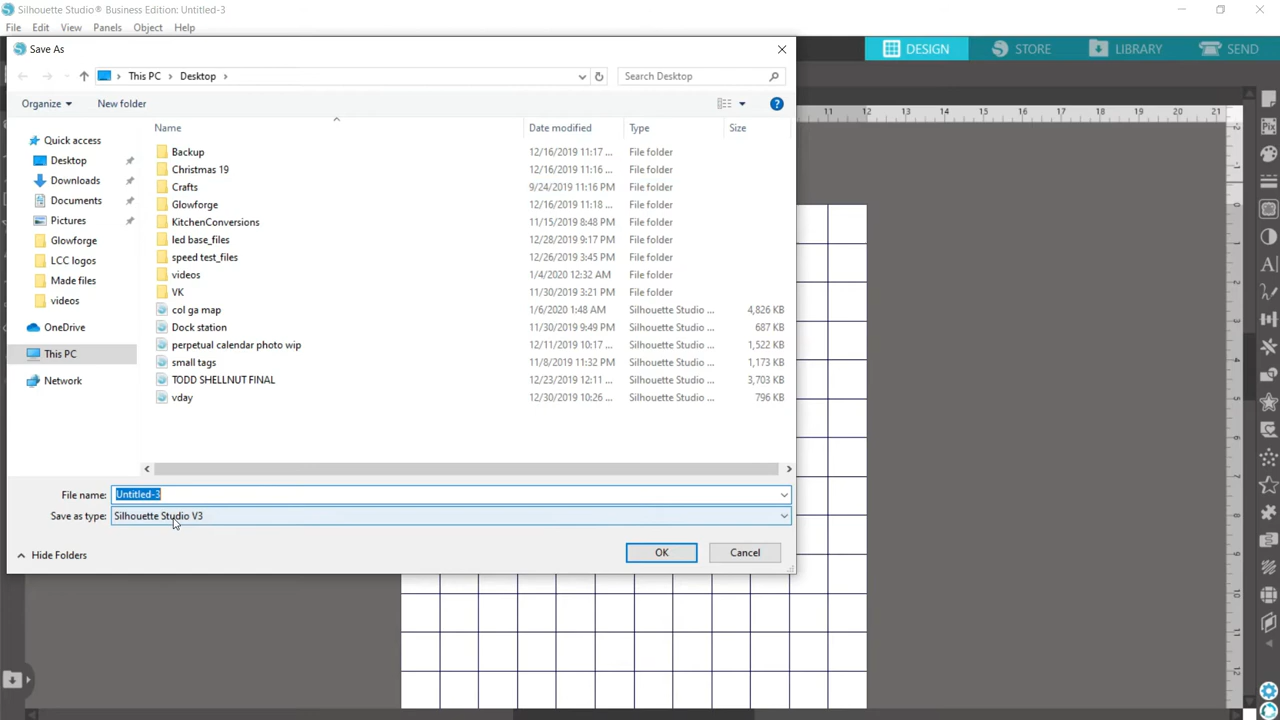 Silhouette Studio® Business Edition: Untitled-3
File Edit View Panels Object Help
Save As
DESIGN STORE LIBRARY SEND
This PC > Desktop >
Search Desktop
Organize New folder
Name Date modified Type Size
Quick access
Desktop
Downloads
Documents
Pictures
Glowforge
LCC logos
Made files
videos
OneDrive
This PC
Network
Backup 12/16/2019 11:17 ... File folder
Christmas 19 12/16/2019 11:16 ... File folder
Crafts 9/24/2019 11:16 PM File folder
Glowforge 12/16/2019 11:18 ... File folder
KitchenConversions 11/15/2019 8:48 PM File folder
led base_files 12/28/2019 9:17 PM File folder
speed test_files 12/26/2019 3:45 PM File folder
videos 1/4/2020 12:32 AM File folder
VK 11/30/2019 3:21 PM File folder
col ga map 1/6/2020 1:48 AM Silhouette Studio ... 4,826 KB
Dock station 11/30/2019 9:49 PM Silhouette Studio ... 687 KB
perpetual calendar photo wip 12/11/2019 10:17 ... Silhouette Studio ... 1,522 KB
small tags 11/8/2019 11:32 PM Silhouette Studio ... 1,173 KB
TODD SHELLNUT FINAL 12/23/2019 12:11 ... Silhouette Studio ... 3,703 KB
vday 12/30/2019 10:26 ... Silhouette Studio ... 796 KB
File name: Untitled-3
Save as type: Silhouette Studio V3
Hide Folders
OK Cancel
11 12 13 14 15 16 17 18 19 20 21